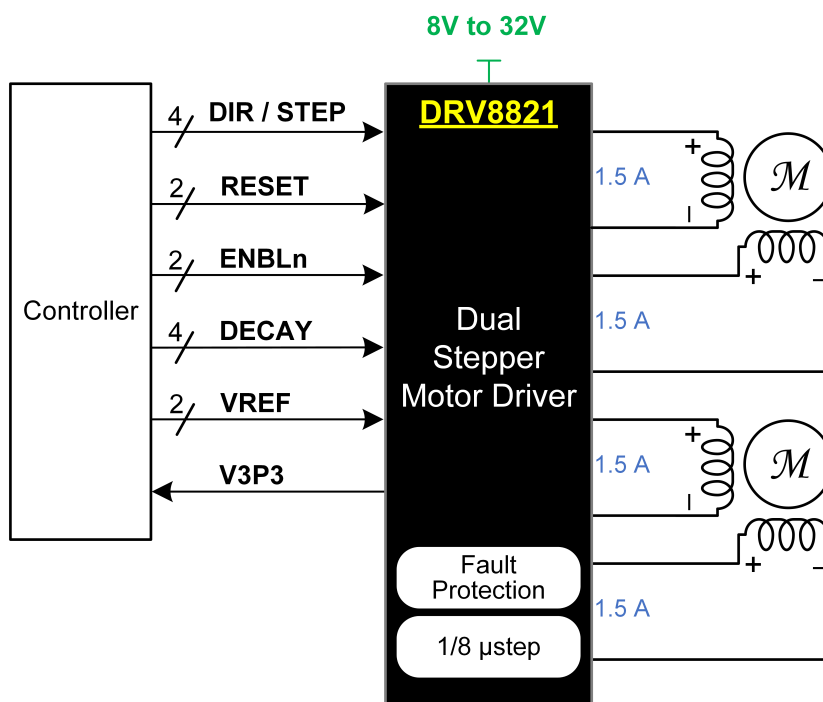 8V to 32V
DRV8821
4
DIR / STEP
2
RESET
2
ENBLn
4
DECAY
2
VREF
V3P3
Controller
Dual
Stepper
Motor Driver
Fault
Protection
1/8 µstep
1.5 A
+
–
M
+
–
1.5 A
1.5 A
+
–
M
+
–
1.5 A